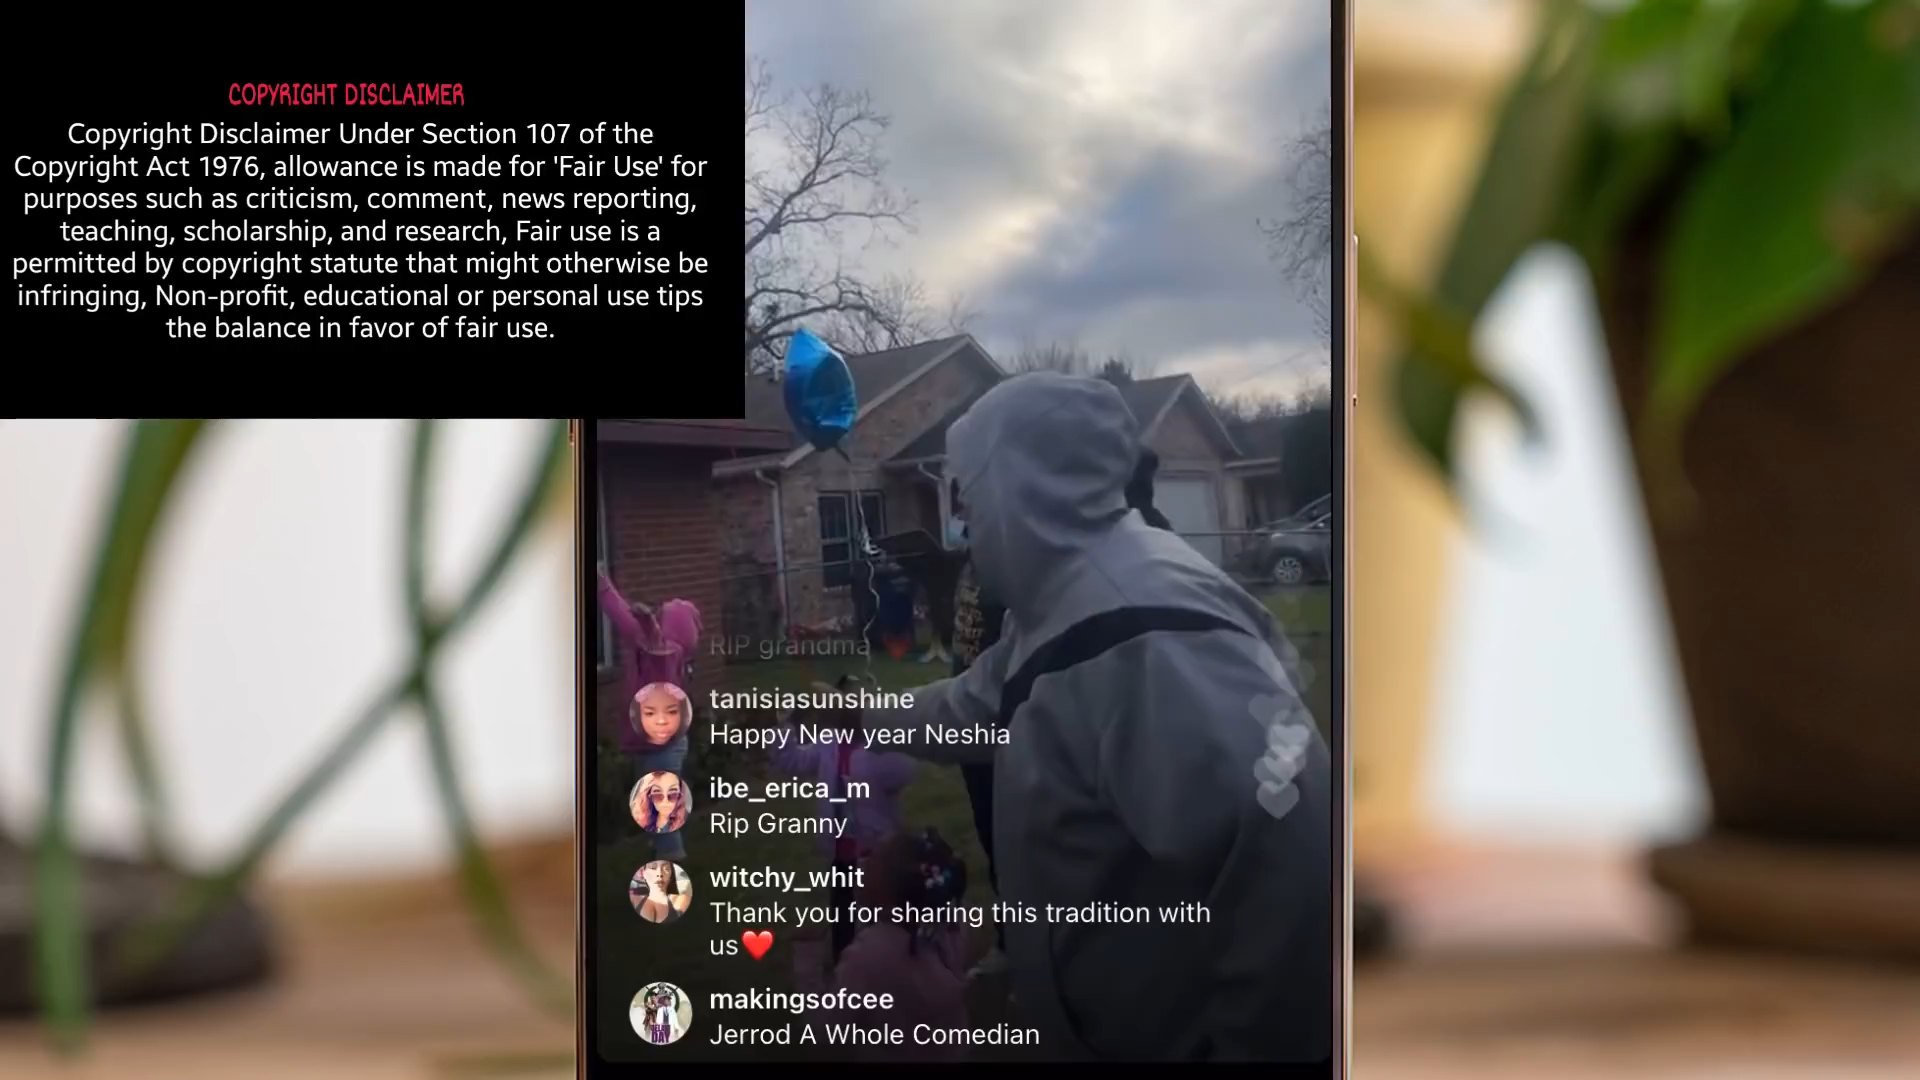 COPYRIGHT DISCLAIMER
Copyright Disclaimer Under Section 107 of the
Copyright Act 1976, allowance is made for 'Fair Use' for
purposes such as criticism, comment, news reporting,
teaching, scholarship, and research, Fair use is a
permitted by copyright statute that might otherwise be
infringing, Non-profit, educational or personal use tips
the balance in favor of fair use.
RIP grandma
tanisiasunshine
Happy New year Neshia
ibe_erica_m
Rip Granny
witchy_whit
Thank you for sharing this tradition with
us❤️
makingsofcee
Jerrod A Whole Comedian